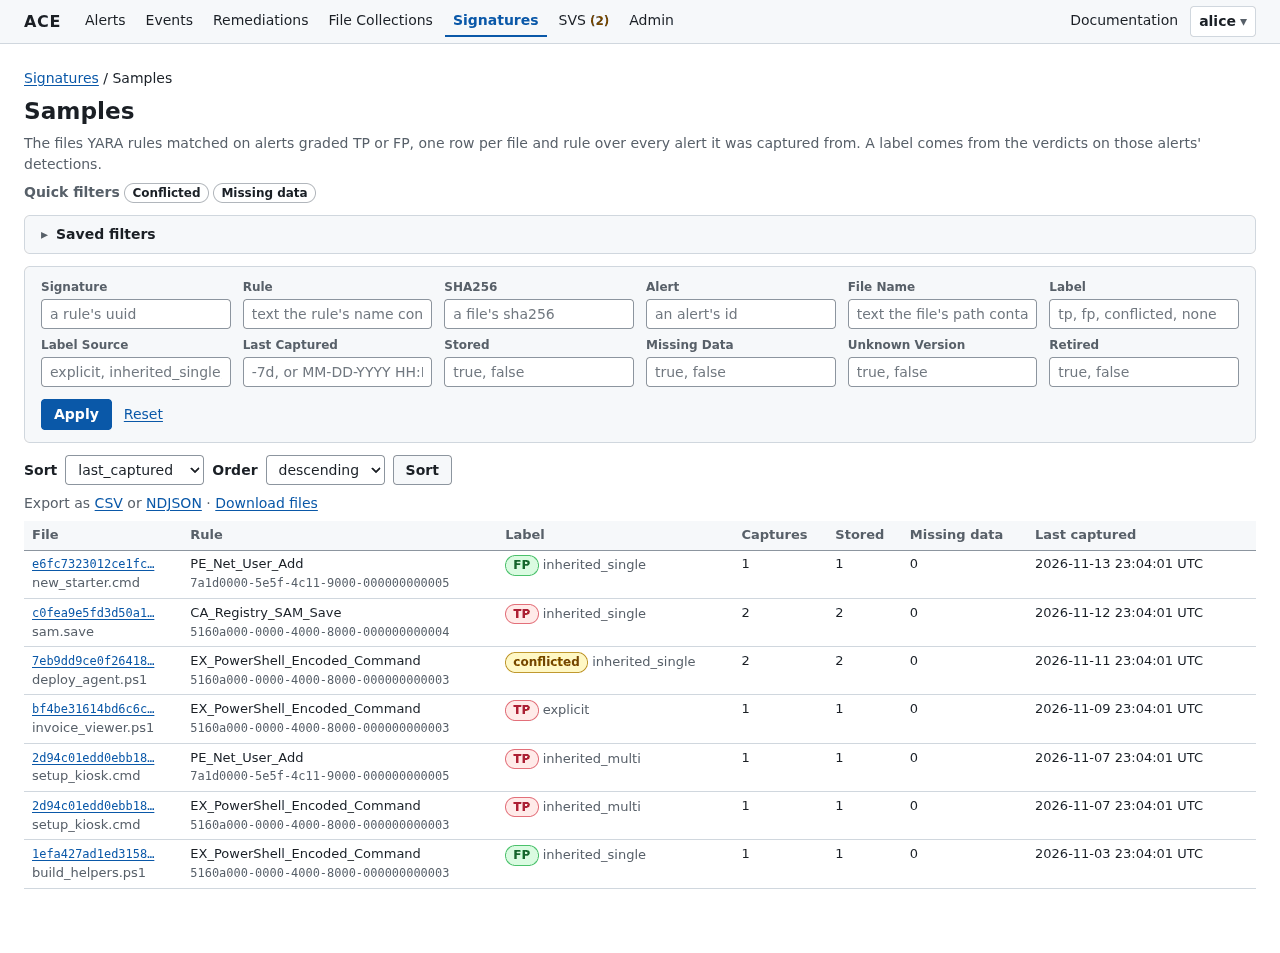 ACE Alerts Events Remediations File Collections Signatures SVS (2) Admin Documentation alice ▾
Signatures / Samples
Samples
The files YARA rules matched on alerts graded TP or FP, one row per file and rule over every alert it was captured from. A label comes from the verdicts on those alerts'
detections.
Quick filters Conflicted Missing data
▸ Saved filters
Signature Rule SHA256 Alert File Name Label
a rule's uuid text the rule's name con a file's sha256 an alert's id text the file's path conta tp, fp, conflicted, none
Label Source Last Captured Stored Missing Data Unknown Version Retired
explicit, inherited_single -7d, or MM-DD-YYYY HH: true, false true, false true, false true, false
Apply Reset
Sort last_captured Order descending Sort
Export as CSV or NDJSON · Download files
File Rule Label Captures Stored Missing data Last captured
e6fc7323012ce1fc… PE_Net_User_Add FP inherited_single 1 1 0 2026-11-13 23:04:01 UTC
new_starter.cmd 7a1d0000-5e5f-4c11-9000-000000000005
c0fea9e5fd3d50a1… CA_Registry_SAM_Save TP inherited_single 2 2 0 2026-11-12 23:04:01 UTC
sam.save 5160a000-0000-4000-8000-000000000004
7eb9dd9ce0f26418… EX_PowerShell_Encoded_Command conflicted inherited_single 2 2 0 2026-11-11 23:04:01 UTC
deploy_agent.ps1 5160a000-0000-4000-8000-000000000003
bf4be31614bd6c6c… EX_PowerShell_Encoded_Command TP explicit 1 1 0 2026-11-09 23:04:01 UTC
invoice_viewer.ps1 5160a000-0000-4000-8000-000000000003
2d94c01edd0ebb18… PE_Net_User_Add TP inherited_multi 1 1 0 2026-11-07 23:04:01 UTC
setup_kiosk.cmd 7a1d0000-5e5f-4c11-9000-000000000005
2d94c01edd0ebb18… EX_PowerShell_Encoded_Command TP inherited_multi 1 1 0 2026-11-07 23:04:01 UTC
setup_kiosk.cmd 5160a000-0000-4000-8000-000000000003
1efa427ad1ed3158… EX_PowerShell_Encoded_Command FP inherited_single 1 1 0 2026-11-03 23:04:01 UTC
build_helpers.ps1 5160a000-0000-4000-8000-000000000003